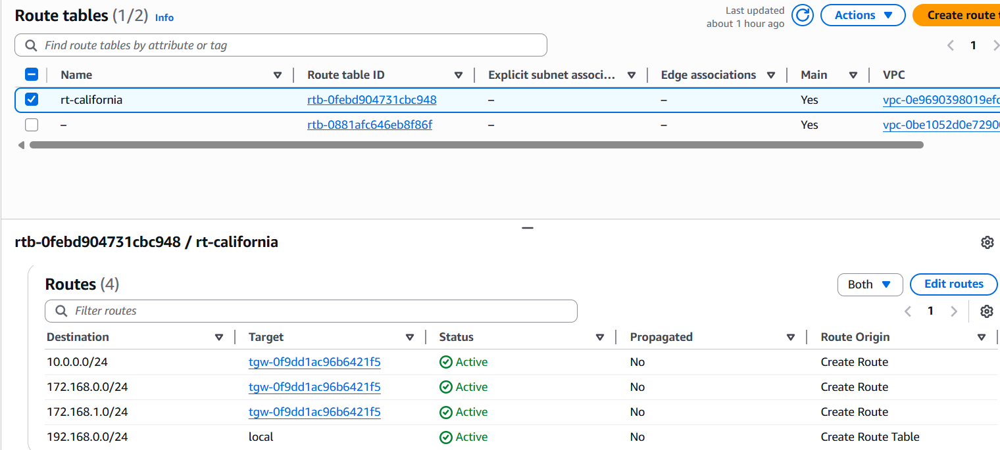 Route tables (1/2) Info
Last updated
about 1 hour ago
Actions
Create route
Find route tables by attribute or tag
1
Name Route table ID Explicit subnet associ... Edge associations Main VPC
rt-california rtb-0febd904731cbc948 – – Yes vpc-0e9690398019efc
– rtb-0881afc646eb8f86f – – Yes vpc-0be1052d0e7290
rtb-0febd904731cbc948 / rt-california
Routes (4)
Both
Edit routes
Filter routes
1
Destination Target Status Propagated Route Origin
10.0.0.0/24 tgw-0f9dd1ac96b6421f5 Active No Create Route
172.168.0.0/24 tgw-0f9dd1ac96b6421f5 Active No Create Route
172.168.1.0/24 tgw-0f9dd1ac96b6421f5 Active No Create Route
192.168.0.0/24 local Active No Create Route Table